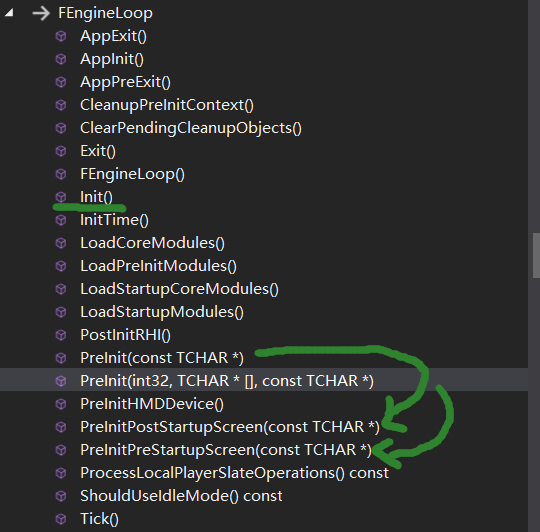 FEngineLoop
AppExit()
AppInit()
AppPreExit()
CleanupPreInitContext()
ClearPendingCleanupObjects()
Exit()
FEngineLoop()
Init()
InitTime()
LoadCoreModules()
LoadPreInitModules()
LoadStartupCoreModules()
LoadStartupModules()
PostInitRHI()
PreInit(const TCHAR *)
PreInit(int32, TCHAR * [], const TCHAR *)
PreInitHMDDevice()
PreInitPostStartupScreen(const TCHAR *)
PreInitPreStartupScreen(const TCHAR *)
ProcessLocalPlayerSlateOperations() const
ShouldUseIdleMode() const
Tick()